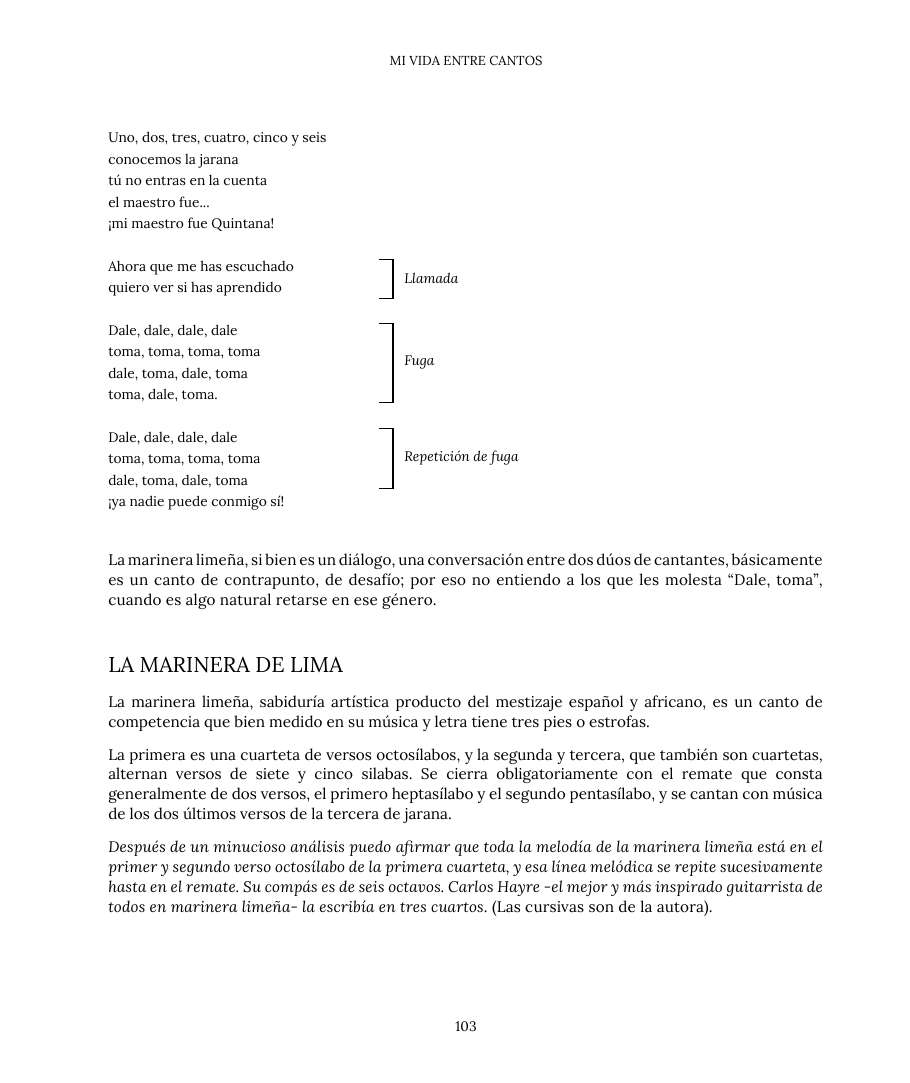 MI VIDA ENTRE CANTOS
Uno, dos, tres, cuatro, cinco y seis
conocemos la jarana
tú no entras en la cuenta
el maestro fue...
¡mi maestro fue Quintana!
Ahora que me has escuchado
quiero ver si has aprendido
Llamada
Dale, dale, dale, dale
toma, toma, toma, toma
dale, toma, dale, toma
toma, dale, toma.
Fuga
Dale, dale, dale, dale
toma, toma, toma, toma
dale, toma, dale, toma
¡ya nadie puede conmigo sí!
Repetición de fuga
La marinera limeña, si bien es un diálogo, una conversación entre dos dúos de cantantes, básicamente
es un canto de contrapunto, de desafío; por eso no entiendo a los que les molesta “Dale, toma”,
cuando es algo natural retarse en ese género.
LA MARINERA DE LIMA
La marinera limeña, sabiduría artística producto del mestizaje español y africano, es un canto de
competencia que bien medido en su música y letra tiene tres pies o estrofas.
La primera es una cuarteta de versos octosílabos, y la segunda y tercera, que también son cuartetas,
alternan versos de siete y cinco silabas. Se cierra obligatoriamente con el remate que consta
generalmente de dos versos, el primero heptasílabo y el segundo pentasílabo, y se cantan con música
de los dos últimos versos de la tercera de jarana.
Después de un minucioso análisis puedo afirmar que toda la melodía de la marinera limeña está en el
primer y segundo verso octosílabo de la primera cuarteta, y esa línea melódica se repite sucesivamente
hasta en el remate. Su compás es de seis octavos. Carlos Hayre -el mejor y más inspirado guitarrista de
todos en marinera limeña- la escribía en tres cuartos. (Las cursivas son de la autora).
103